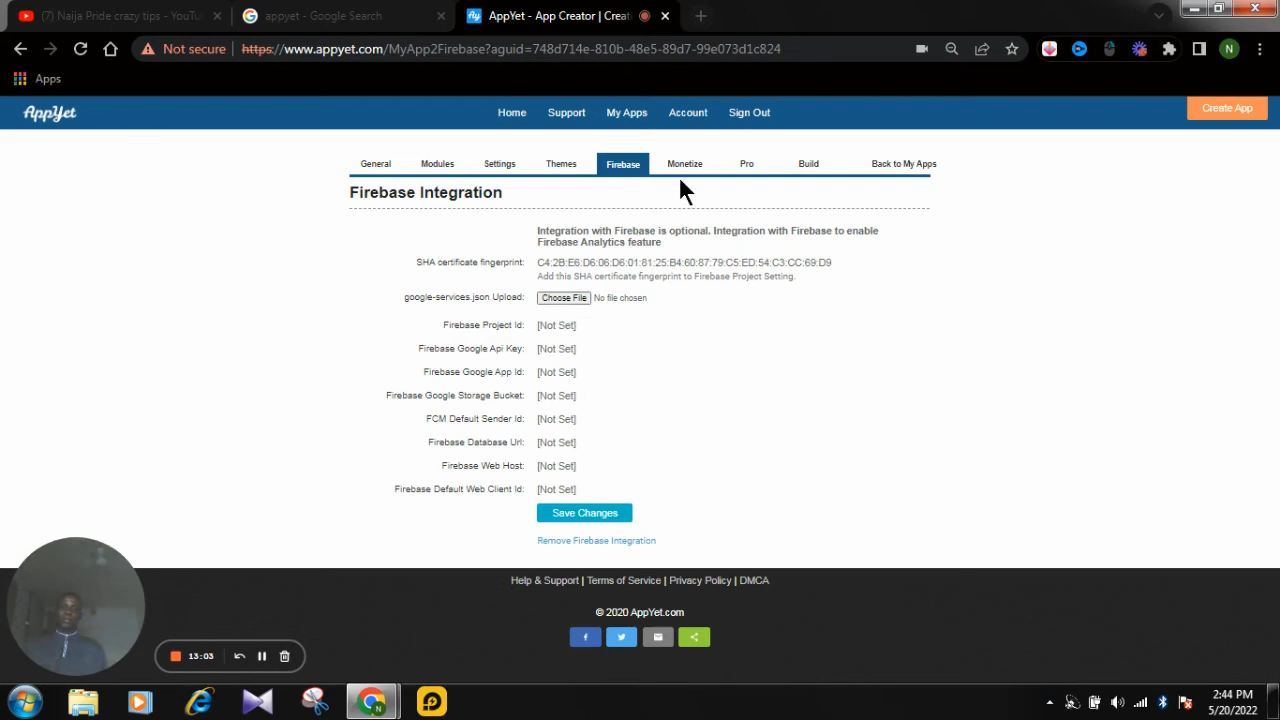 (7) Naija Pride crazy tips - YouTu
appyet - Google Search
AppYet - App Creator | Creat
Not secure | https://www.appyet.com/MyApp2Firebase?aguid=748d714e-810b-48e5-89d7-99e073d1c824
N
Apps
AppYet
Home Support My Apps Account Sign Out
Create App
General Modules Settings Themes Firebase Monetize Pro Build Back to My Apps
Firebase Integration
Integration with Firebase is optional. Integration with Firebase to enable
Firebase Analytics feature
SHA certificate fingerprint: C4:2B:E6:D6:06:D6:01:81:25:B4:60:87:79:C5:ED:54:C3:CC:69:D9
Add this SHA certificate fingerprint to Firebase Project Setting.
google-services.json Upload: Choose File No file chosen
Firebase Project Id: [Not Set]
Firebase Google Api Key: [Not Set]
Firebase Google App Id: [Not Set]
Firebase Google Storage Bucket: [Not Set]
FCM Default Sender Id: [Not Set]
Firebase Database Url: [Not Set]
Firebase Web Host: [Not Set]
Firebase Default Web Client Id: [Not Set]
Save Changes
Remove Firebase Integration
Help & Support | Terms of Service | Privacy Policy | DMCA
© 2020 AppYet.com
13:03
2:44 PM
5/20/2022